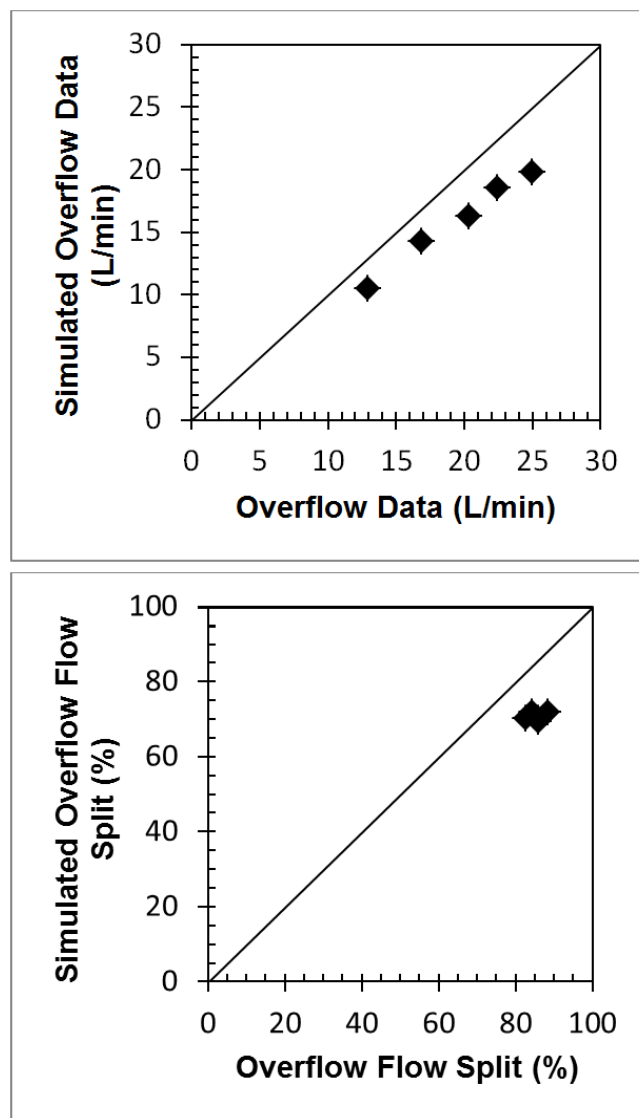 Simulated Overflow Data
(L/min)
30
25
20
15
10
5
0
0 5 10 15 20 25 30
Overflow Data (L/min)
Simulated Overflow Flow
Split (%)
100
80
60
40
20
0
0 20 40 60 80 100
Overflow Flow Split (%)